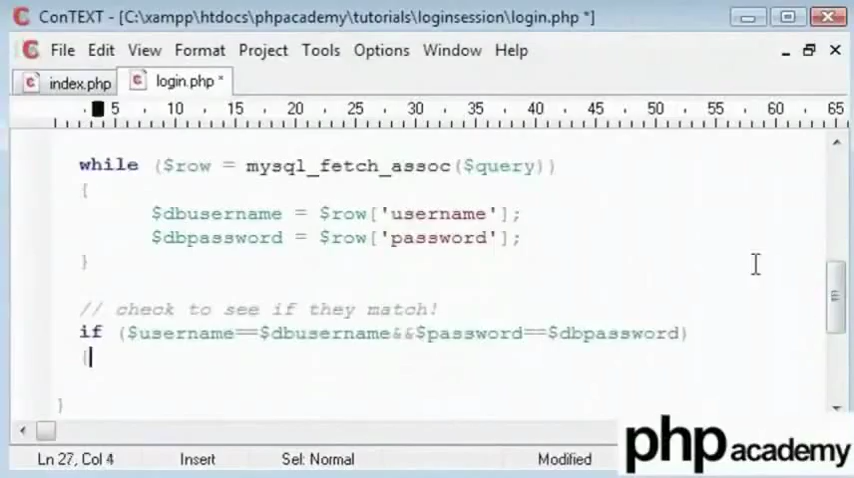 ConTEXT - [C:\xampp\htdocs\phpacademy\tutorials\loginsession\login.php *]
File Edit View Format Project Tools Options Window Help
index.php login.php *
5 10 15 20 25 30 35 40 45 50 55 60 65
while ($row = mysql_fetch_assoc($query))
{
$dbusername = $row['username'];
$dbpassword = $row['password'];
}
// check to see if they match!
if ($username==$dbusername&&$password==$dbpassword)
{
}
Ln 27, Col 4 Insert Sel: Normal Modified
php academy